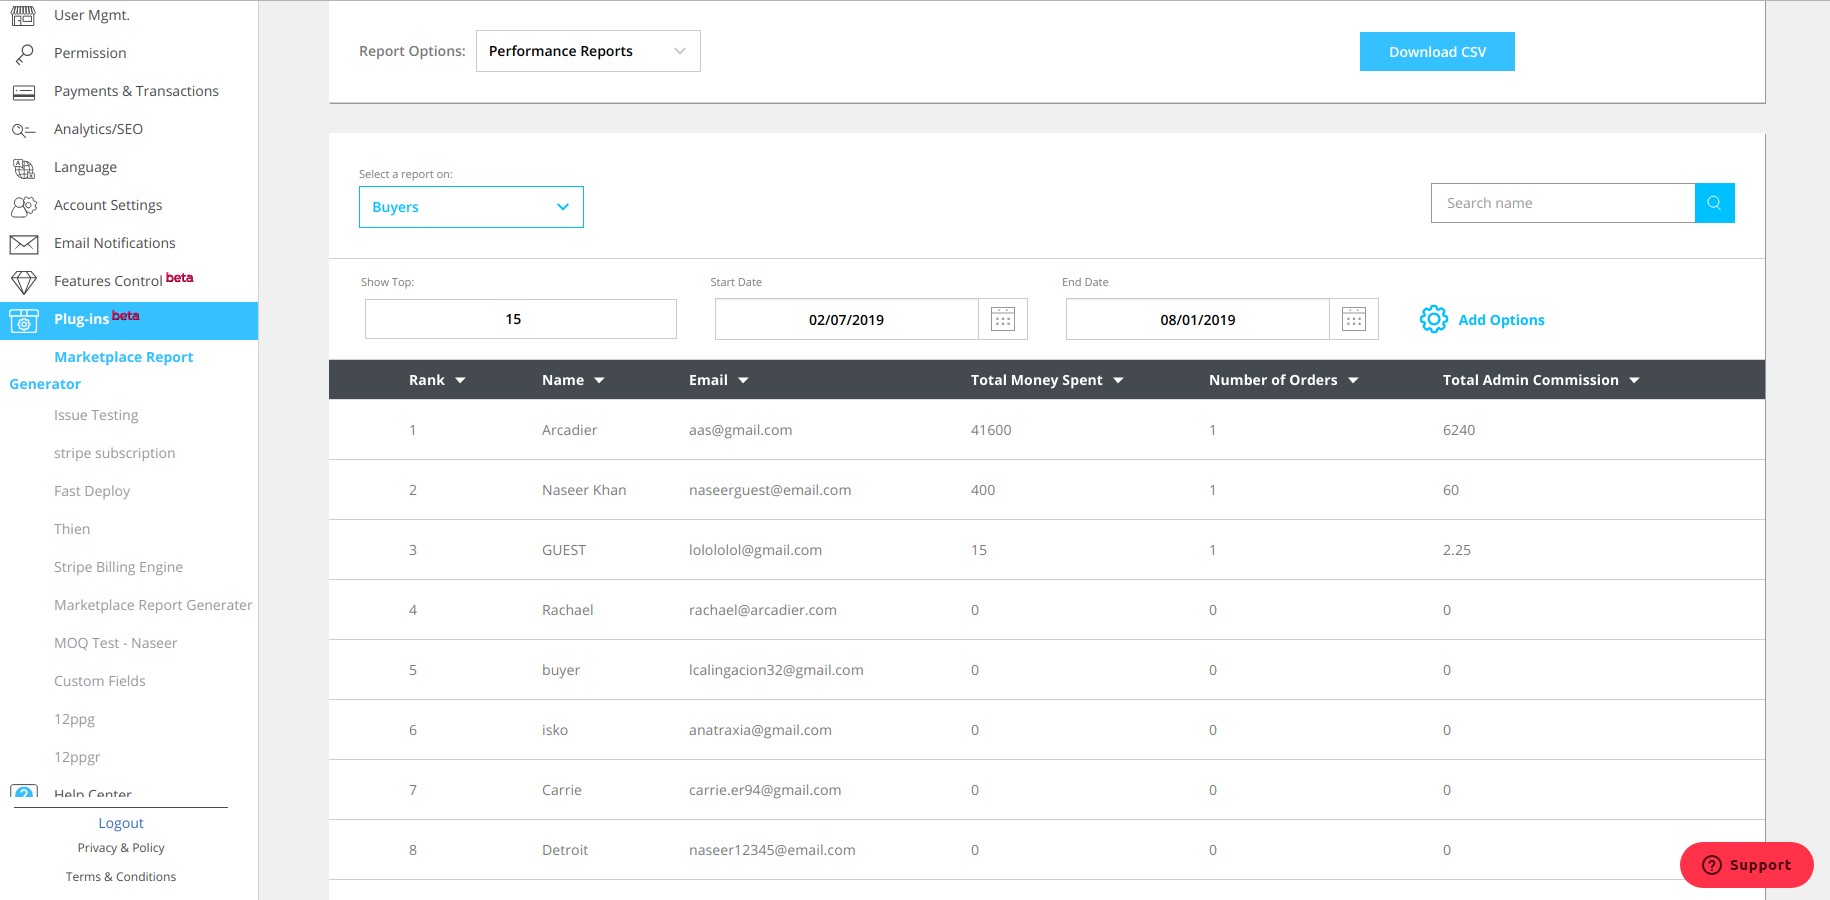 User Mgmt.
Permission
Payments & Transactions
Analytics/SEO
Language
Account Settings
Email Notifications
Features Control beta
Plug-ins beta
Marketplace Report
Generator
Issue Testing
stripe subscription
Fast Deploy
Thien
Stripe Billing Engine
Marketplace Report Generater
MOQ Test - Naseer
Custom Fields
12ppg
12ppgr
Help Center
Logout
Privacy & Policy
Terms & Conditions
Report Options: Performance Reports
Download CSV
Select a report on:
Buyers
Search name
Show Top: Start Date End Date
15 02/07/2019 08/01/2019 Add Options
Rank Name Email Total Money Spent Number of Orders Total Admin Commission
1 Arcadier aas@gmail.com 41600 1 6240
2 Naseer Khan naseerguest@email.com 400 1 60
3 GUEST lolololol@gmail.com 15 1 2.25
4 Rachael rachael@arcadier.com 0 0 0
5 buyer lcalingacion32@gmail.com 0 0 0
6 isko anatraxia@gmail.com 0 0 0
7 Carrie carrie.er94@gmail.com 0 0 0
8 Detroit naseer12345@email.com 0 0 0
Support